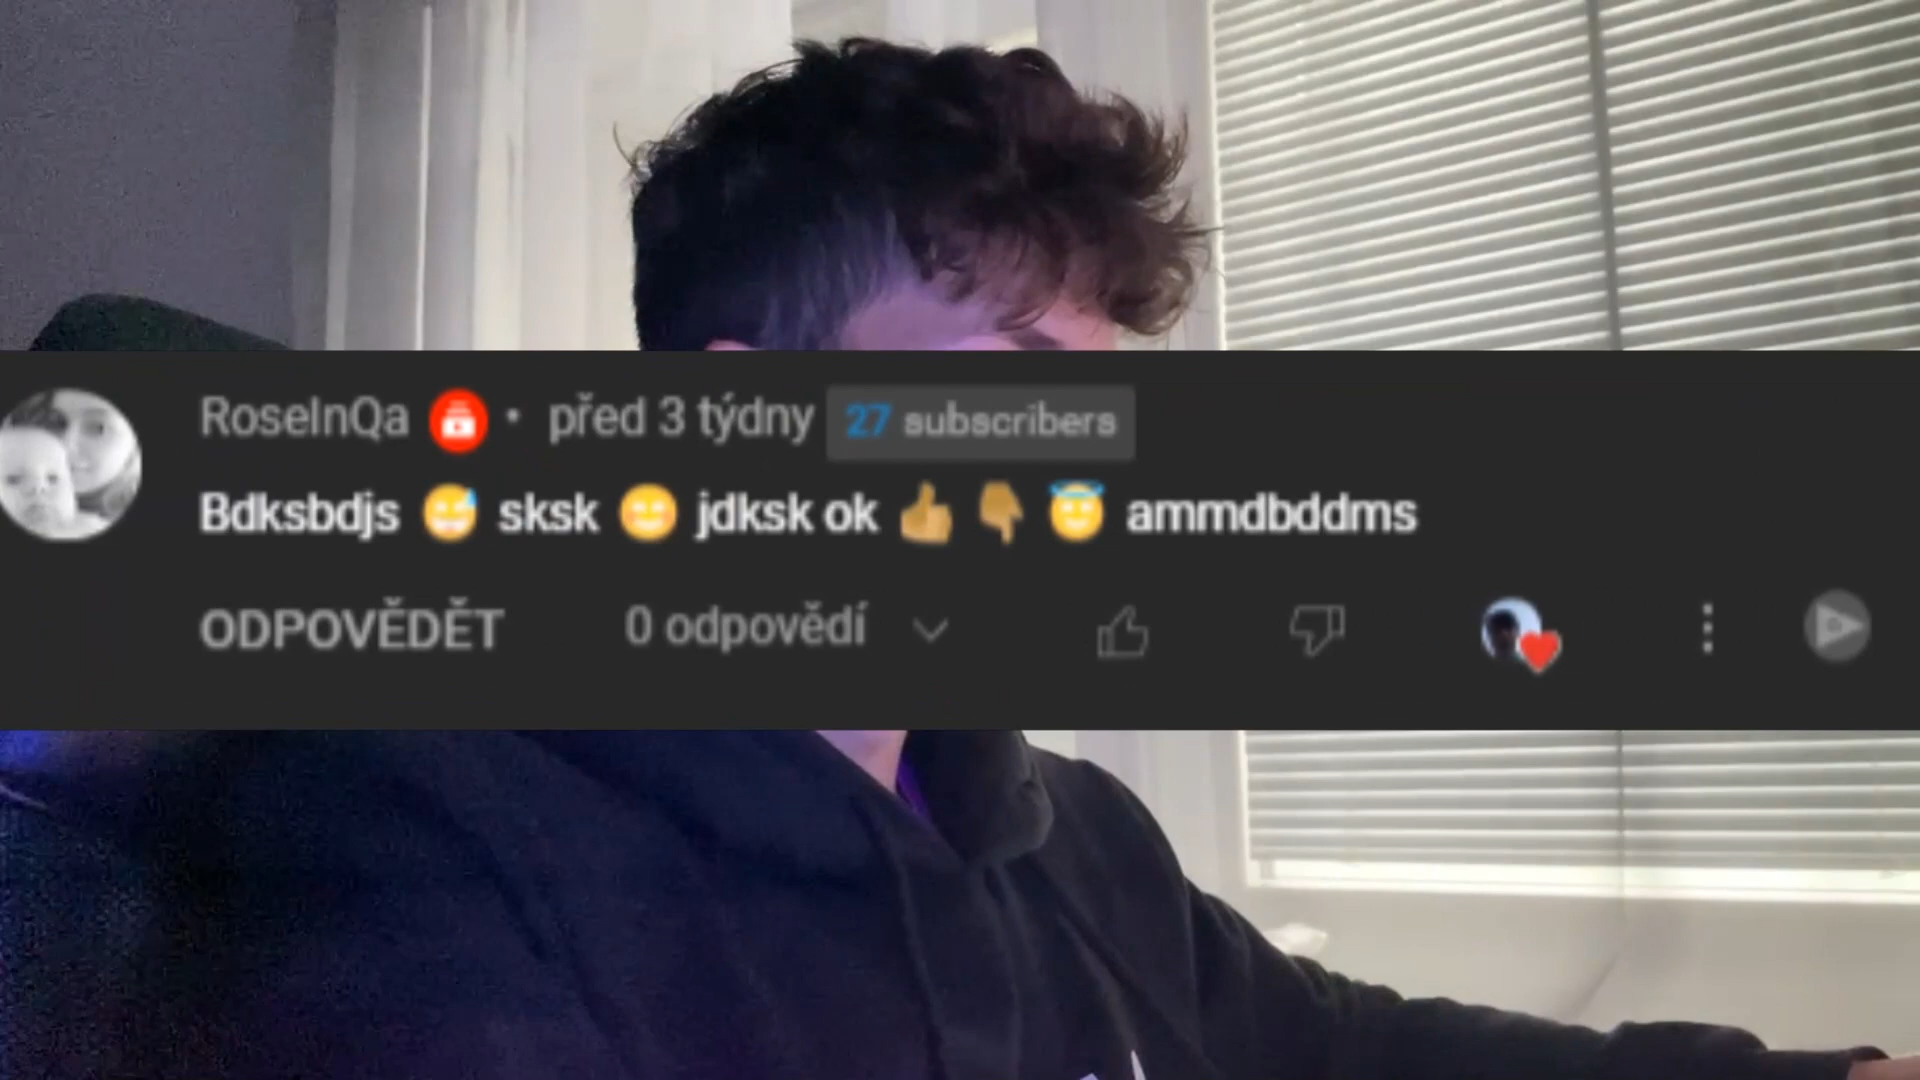 RoseInQa • před 3 týdny 27 subscribers
Bdksbdjs 😅 sksk 😊 jdksk ok 👍 👎 😇 ammdbddms
ODPOVĚDĚT 0 odpovědí